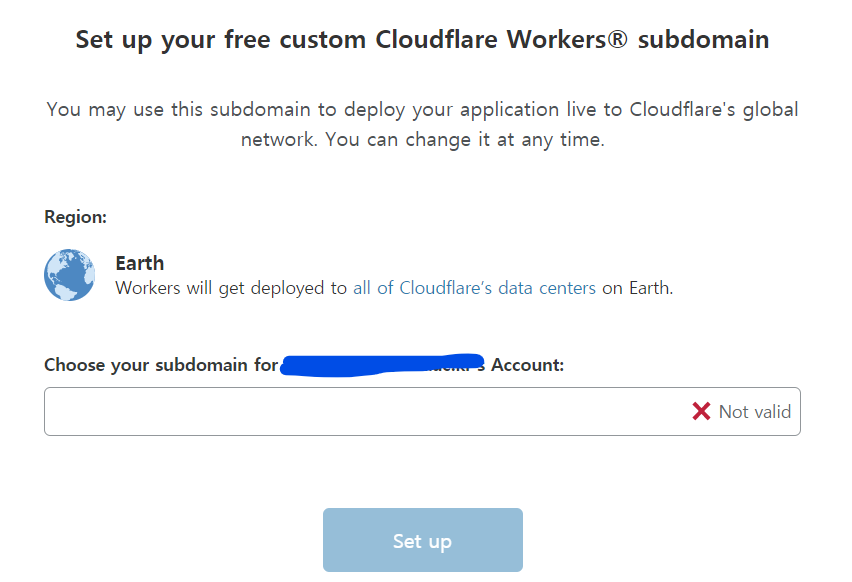 Set up your free custom Cloudflare Workers® subdomain
You may use this subdomain to deploy your application live to Cloudflare's global
network. You can change it at any time.
Region:
Earth
Workers will get deployed to all of Cloudflare’s data centers on Earth.
Choose your subdomain for Account:
Not valid
Set up